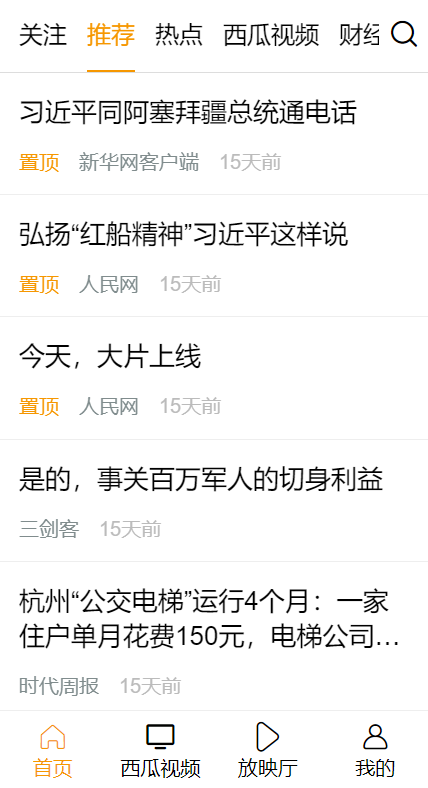 关注 推荐 热点 西瓜视频 财经
习近平同阿塞拜疆总统通电话
置顶 新华网客户端 15天前
弘扬“红船精神”习近平这样说
置顶 人民网 15天前
今天，大片上线
置顶 人民网 15天前
是的，事关百万军人的切身利益
三剑客 15天前
杭州“公交电梯”运行4个月：一家
住户单月花费150元，电梯公司…
时代周报 15天前
首页 西瓜视频 放映厅 我的